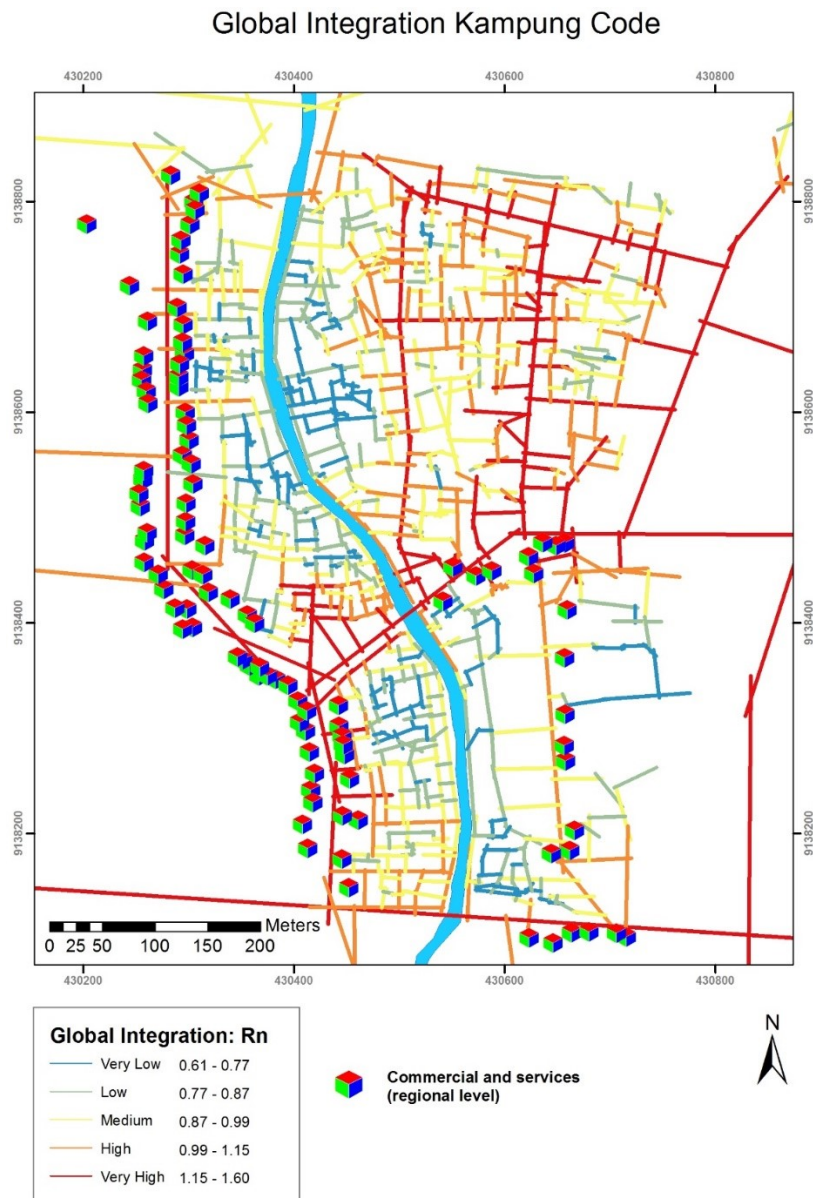 Global Integration Kampung Code
430200 430400 430600 430800
9138800 9138800
9138600 9138600
9138400 9138400
9138200 9138200
Meters
0 25 50 100 150 200
430200 430400 430600 430800
Global Integration: Rn
Very Low 0.61 - 0.77
Low 0.77 - 0.87
Medium 0.87 - 0.99
High 0.99 - 1.15
Very High 1.15 - 1.60
Commercial and services
(regional level)
N